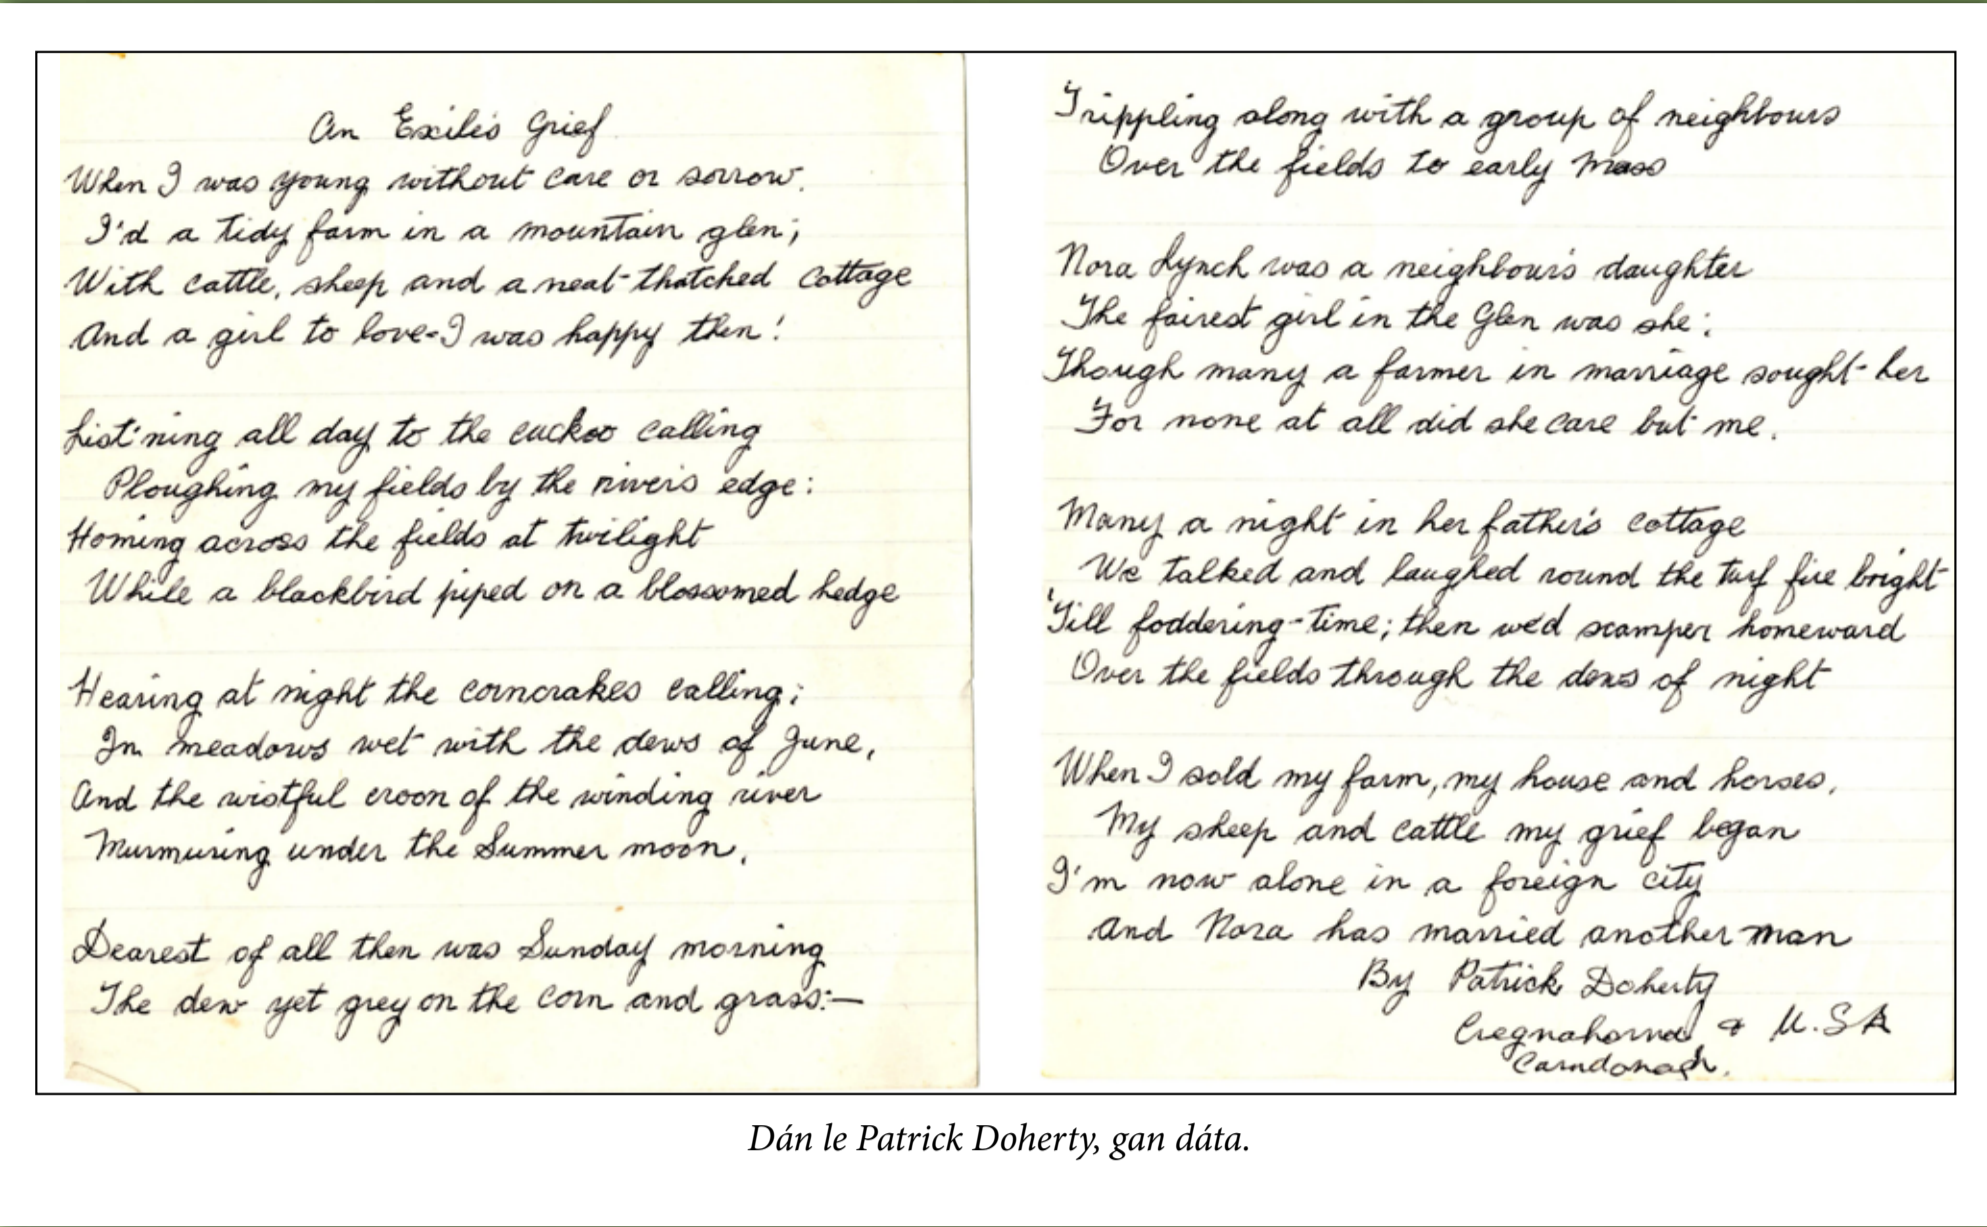 An Exile's Grief
When I was young without care or sorrow.
I'd a tidy farm in a mountain glen;
With cattle, sheep and a neat-thatched cottage
And a girl to love-I was happy then!
List'ning all day to the cuckoo calling
Ploughing my fields by the river's edge:
Homing across the fields at twilight
While a blackbird piped on a blossomed hedge
Hearing at night the corncrakes calling;
In meadows wet with the dews of June,
And the wistful croon of the winding river
Murmuring under the Summer moon,
Dearest of all then was Sunday morning
The dew yet grey on the corn and grass:—
Trippling along with a group of neighbours
Over the fields to early Mass
Nora Lynch was a neighbour's daughter
The fairest girl in the Glen was she:
Though many a farmer in marriage sought her
For none at all did she care but me.
Many a night in her father's cottage
We talked and laughed round the turf fire bright
'Till foddering-time; then we'd scamper homeward
Over the fields through the dews of night
When I sold my farm, my house and horses,
My sheep and cattle my grief began
I'm now alone in a foreign city
And Nora has married another man
By Patrick Doherty
Cregnahorna & U.SA
Carndonagh.
Dán le Patrick Doherty, gan dáta.